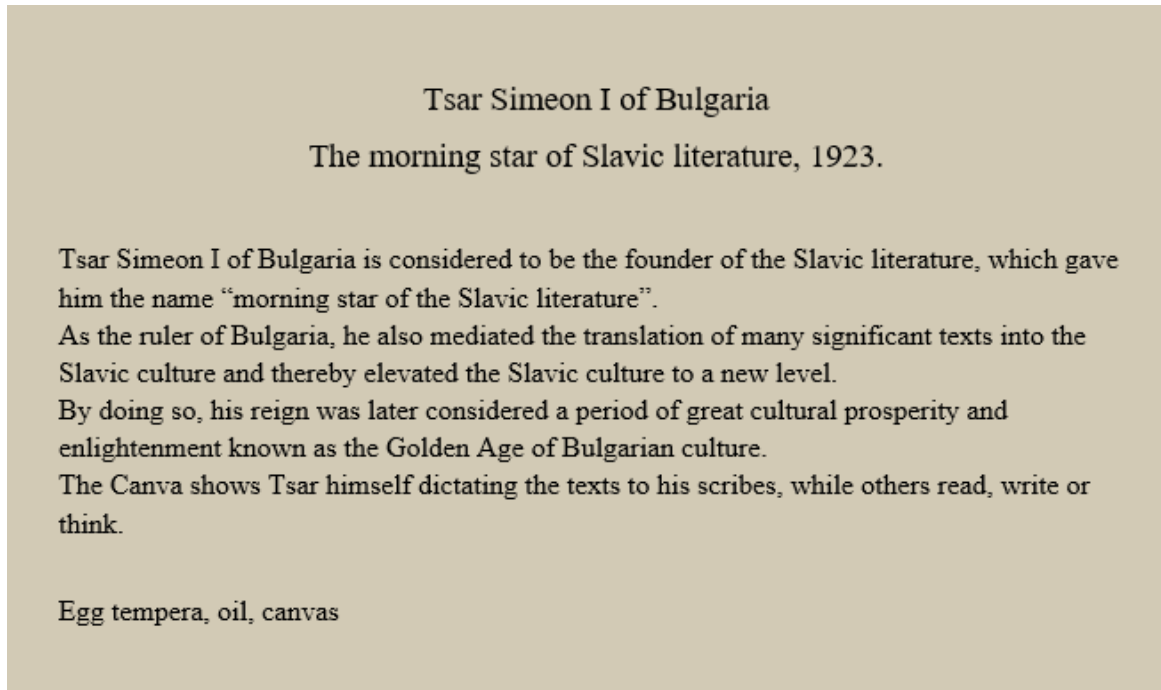 Tsar Simeon I of Bulgaria
The morning star of Slavic literature, 1923.
Tsar Simeon I of Bulgaria is considered to be the founder of the Slavic literature, which gave
him the name “morning star of the Slavic literature”.
As the ruler of Bulgaria, he also mediated the translation of many significant texts into the
Slavic culture and thereby elevated the Slavic culture to a new level.
By doing so, his reign was later considered a period of great cultural prosperity and
enlightenment known as the Golden Age of Bulgarian culture.
The Canva shows Tsar himself dictating the texts to his scribes, while others read, write or
think.
Egg tempera, oil, canvas